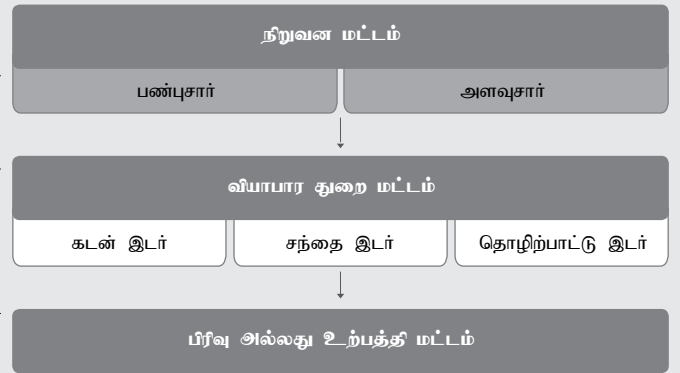 நிறுவன மட்டம்
பண்புசார் அளவுசார்
வியாபார துறை மட்டம்
கடன் இடர் சந்தை இடர் தொழிற்பாட்டு இடர்
பிரிவு அல்லது உற்பத்தி மட்டம்